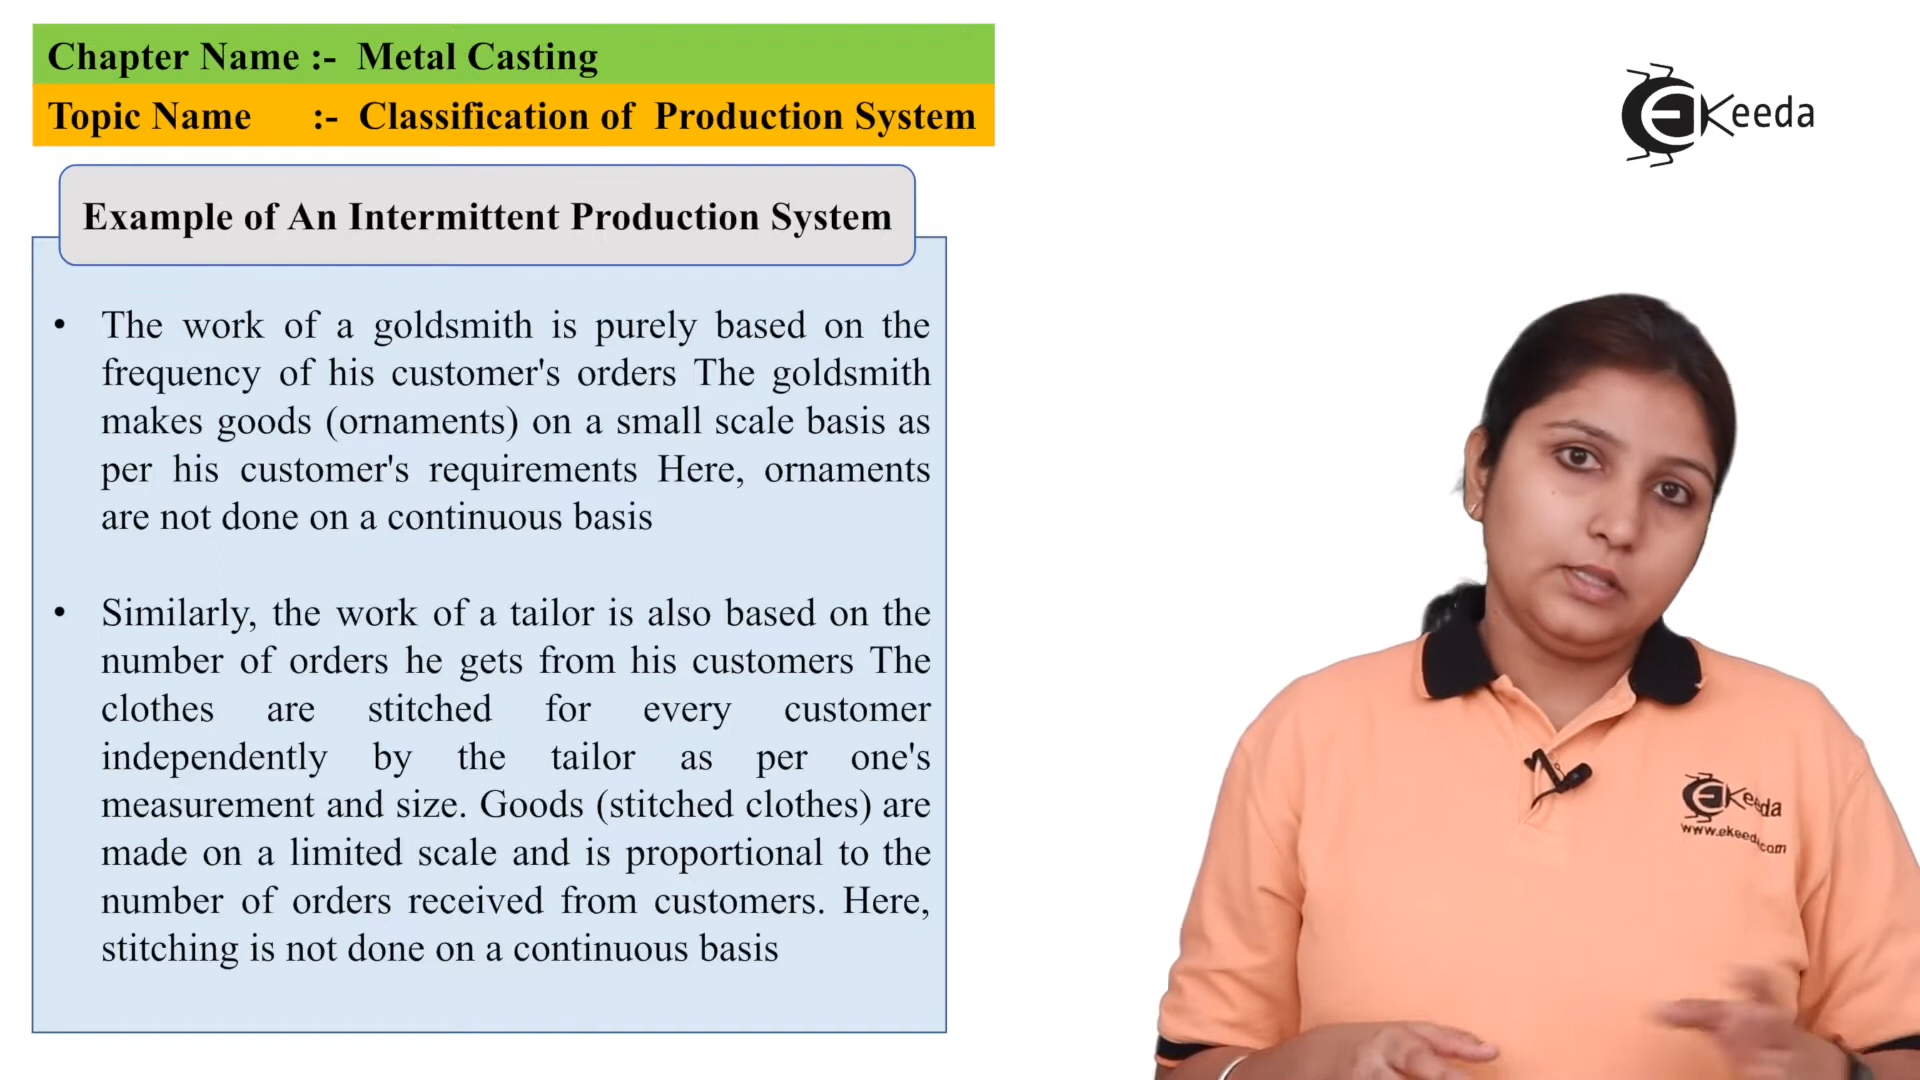 Chapter Name :- Metal Casting
Topic Name :- Classification of Production System
EKeeda
Example of An Intermittent Production System
• The work of a goldsmith is purely based on the
frequency of his customer's orders The goldsmith
makes goods (ornaments) on a small scale basis as
per his customer's requirements Here, ornaments
are not done on a continuous basis
• Similarly, the work of a tailor is also based on the
number of orders he gets from his customers The
clothes are stitched for every customer
independently by the tailor as per one's
measurement and size. Goods (stitched clothes) are
made on a limited scale and is proportional to the
number of orders received from customers. Here,
stitching is not done on a continuous basis
EKeeda
www.ekeeda.com